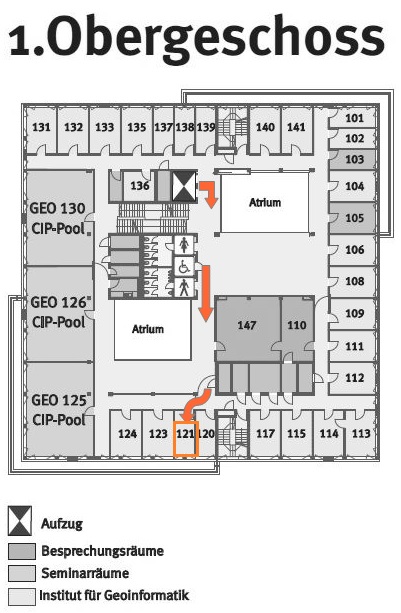 1.Obergeschoss
131 132 133 135 137 138 139 140 141
101
102
103
104
105
106
108
109
111
112
136
Atrium
GEO 130
CIP-Pool
GEO 126
CIP-Pool
Atrium
147 110
GEO 125
CIP-Pool
124 123 121 120 117 115 114 113
Aufzug
Besprechungsräume
Seminarräume
Institut für Geoinformatik